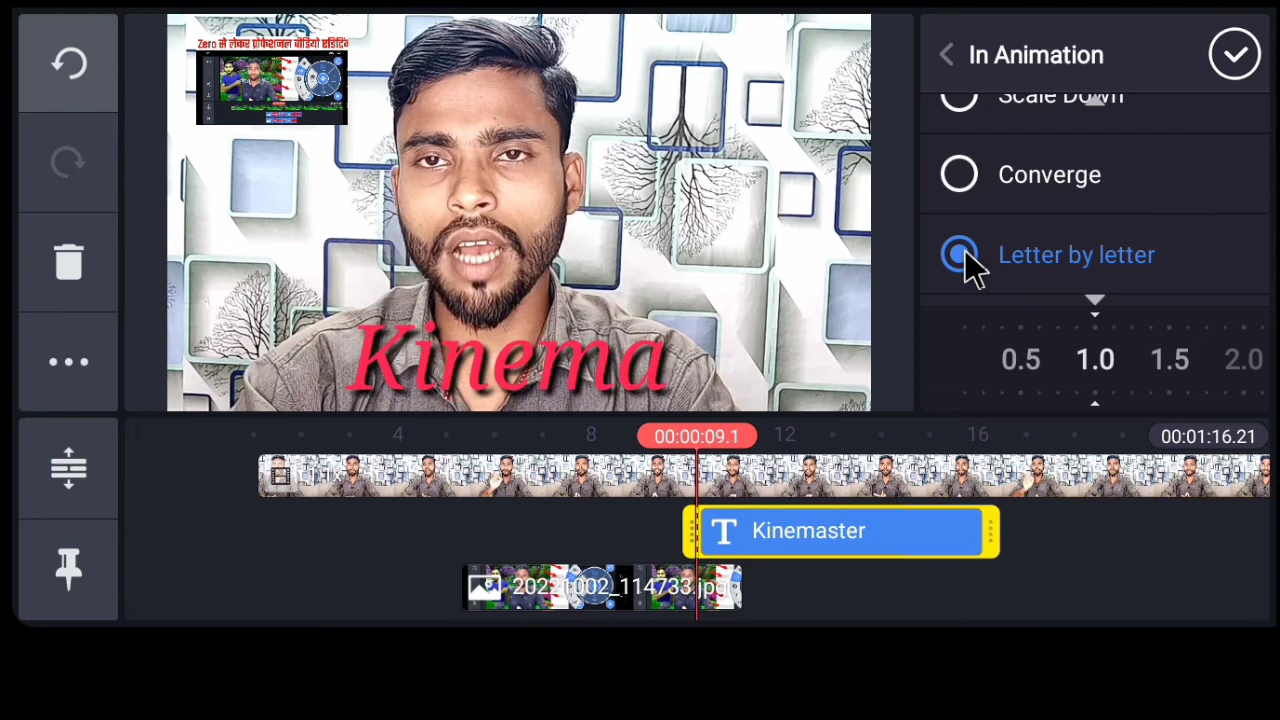 In Animation
Scale Down
Converge
Letter by letter
0.5 1.0 1.5 2.0
Zero से लेकर प्रोफेशनल वीडियो एडिटिंग
Kinema
4 8 00:00:09.1 12 16 00:01:16.21
Kinemaster
20221002_114733.jpg